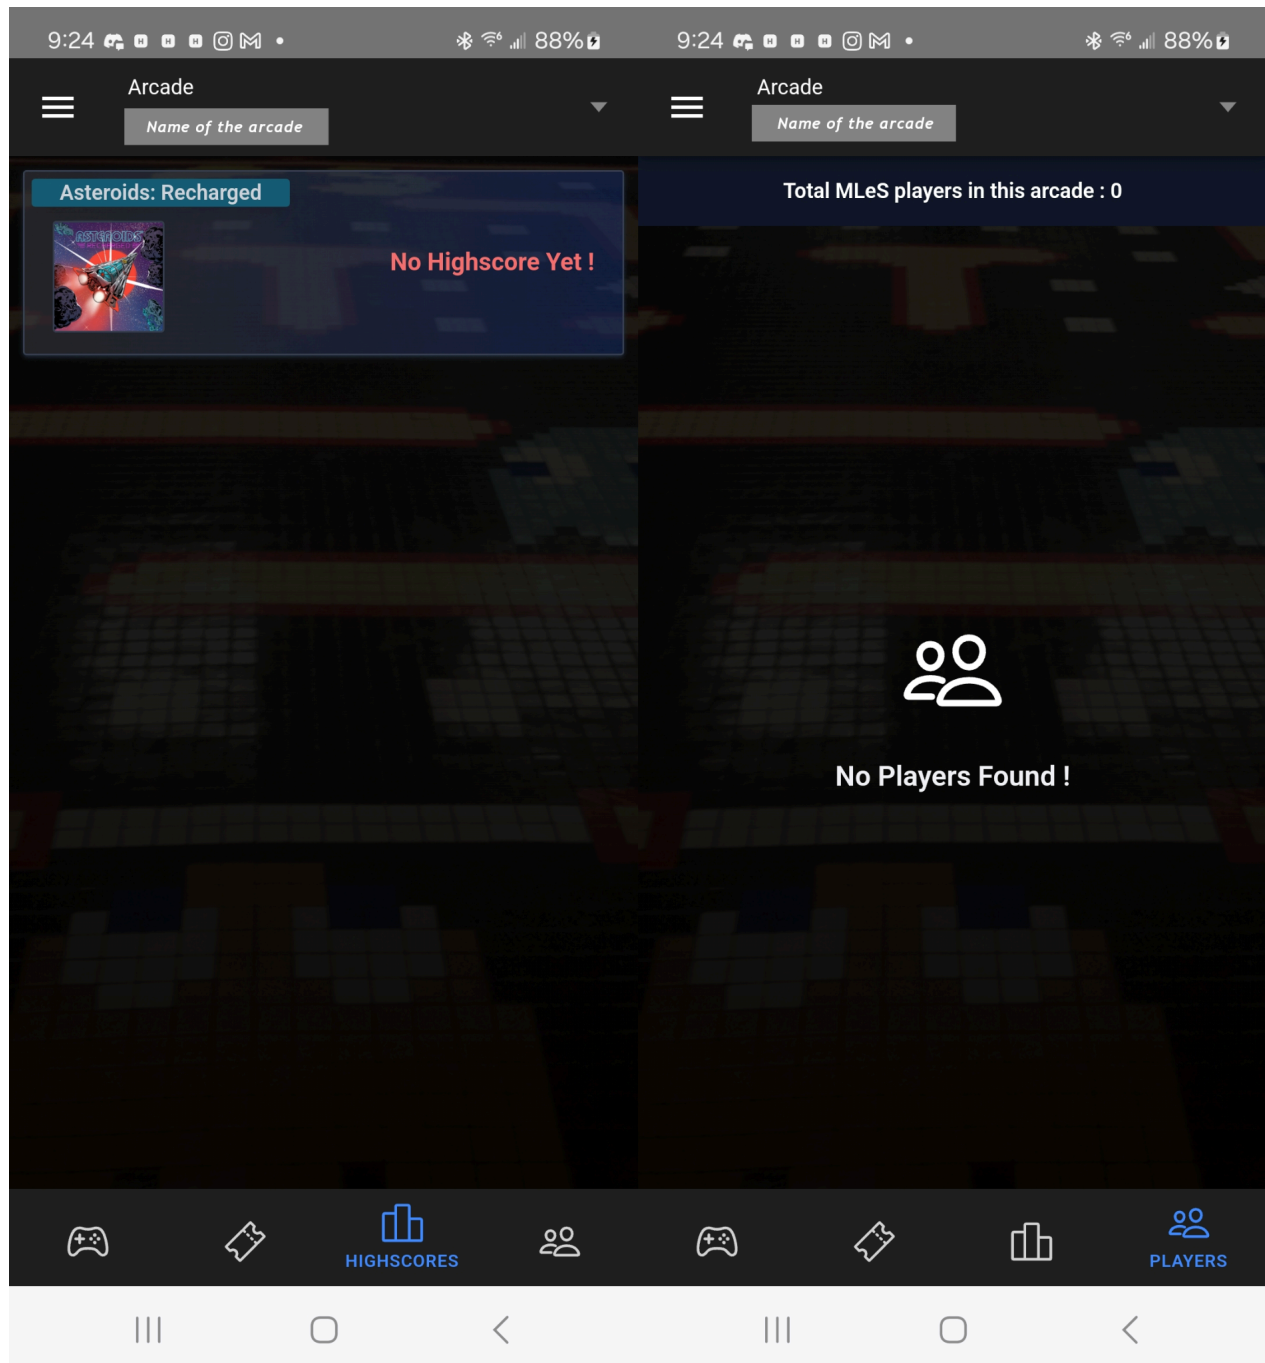 9:24
88%
Arcade
Name of the arcade
Asteroids: Recharged
ASTEROIDS
No Highscore Yet !
HIGHSCORES
9:24
88%
Arcade
Name of the arcade
Total MLeS players in this arcade : 0
No Players Found !
PLAYERS